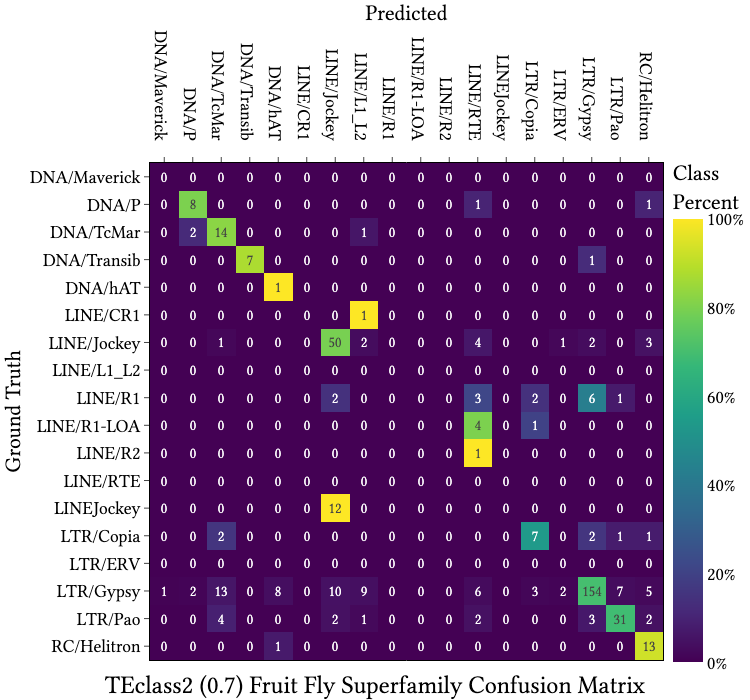 Predicted
DNA/Maverick DNA/P DNA/TcMar DNA/Transib DNA/hAT LINE/CR1 LINE/Jockey LINE/L1_L2 LINE/R1 LINE/R1-LOA LINE/R2 LINE/RTE LINEJockey LTR/Copia LTR/ERV LTR/Gypsy LTR/Pao RC/Helitron
Ground Truth
DNA/Maverick 0 0 0 0 0 0 0 0 0 0 0 0 0 0 0 0 0 0
DNA/P 0 8 0 0 0 0 0 0 0 0 0 1 0 0 0 0 0 1
DNA/TcMar 0 2 14 0 0 0 0 1 0 0 0 0 0 0 0 0 0 0
DNA/Transib 0 0 0 7 0 0 0 0 0 0 0 0 0 0 0 1 0 0
DNA/hAT 0 0 0 0 1 0 0 0 0 0 0 0 0 0 0 0 0 0
LINE/CR1 0 0 0 0 0 0 0 1 0 0 0 0 0 0 0 0 0 0
LINE/Jockey 0 0 1 0 0 0 50 2 0 0 0 4 0 0 1 2 0 3
LINE/L1_L2 0 0 0 0 0 0 0 0 0 0 0 0 0 0 0 0 0 0
LINE/R1 0 0 0 0 0 0 2 0 0 0 0 3 0 2 0 6 1 0
LINE/R1-LOA 0 0 0 0 0 0 0 0 0 0 0 4 0 1 0 0 0 0
LINE/R2 0 0 0 0 0 0 0 0 0 0 0 1 0 0 0 0 0 0
LINE/RTE 0 0 0 0 0 0 0 0 0 0 0 0 0 0 0 0 0 0
LINEJockey 0 0 0 0 0 0 12 0 0 0 0 0 0 0 0 0 0 0
LTR/Copia 0 0 2 0 0 0 0 0 0 0 0 0 0 7 0 2 1 1
LTR/ERV 0 0 0 0 0 0 0 0 0 0 0 0 0 0 0 0 0 0
LTR/Gypsy 1 2 13 0 8 0 10 9 0 0 0 6 0 3 2 154 7 5
LTR/Pao 0 0 4 0 0 0 2 1 0 0 0 2 0 0 0 3 31 2
RC/Helitron 0 0 0 0 1 0 0 0 0 0 0 0 0 0 0 0 0 13
Class
Percent
100%
80%
60%
40%
20%
0%
TEclass2 (0.7) Fruit Fly Superfamily Confusion Matrix